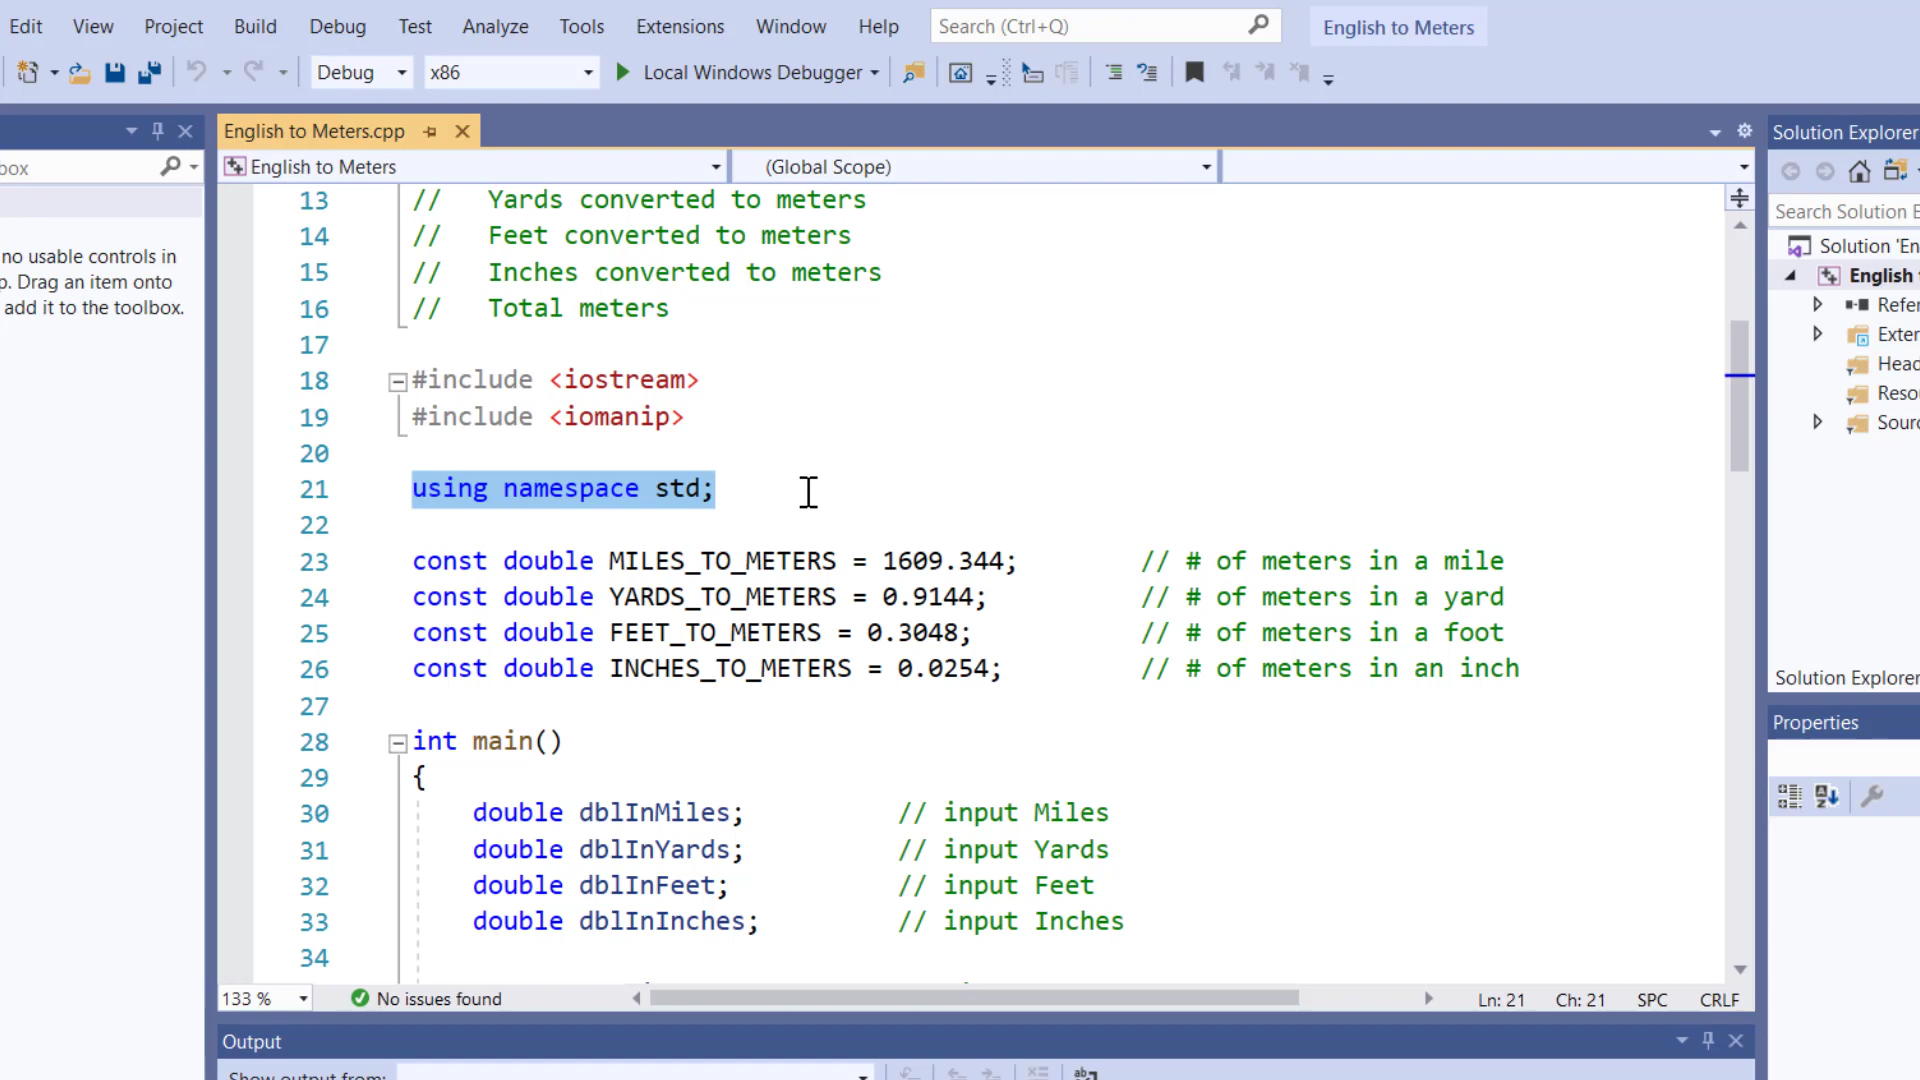 Edit View Project Build Debug Test Analyze Tools Extensions Window Help Search (Ctrl+Q) English to Meters
Debug x86 Local Windows Debugger
English to Meters.cpp
Solution Explorer
box
English to Meters (Global Scope)
Search Solution E
no usable controls in
p. Drag an item onto
add it to the toolbox.
Solution 'En
English
Refer
Exter
Head
Reso
Sourc
13 // Yards converted to meters
14 // Feet converted to meters
15 // Inches converted to meters
16 // Total meters
17
18 #include <iostream>
19 #include <iomanip>
20
21 using namespace std;
22
23 const double MILES_TO_METERS = 1609.344; // # of meters in a mile
24 const double YARDS_TO_METERS = 0.9144; // # of meters in a yard
25 const double FEET_TO_METERS = 0.3048; // # of meters in a foot
26 const double INCHES_TO_METERS = 0.0254; // # of meters in an inch
27
28 int main()
29 {
30 double dblInMiles; // input Miles
31 double dblInYards; // input Yards
32 double dblInFeet; // input Feet
33 double dblInInches; // input Inches
34
Solution Explorer
Properties
133 % No issues found Ln: 21 Ch: 21 SPC CRLF
Output
Show output from: